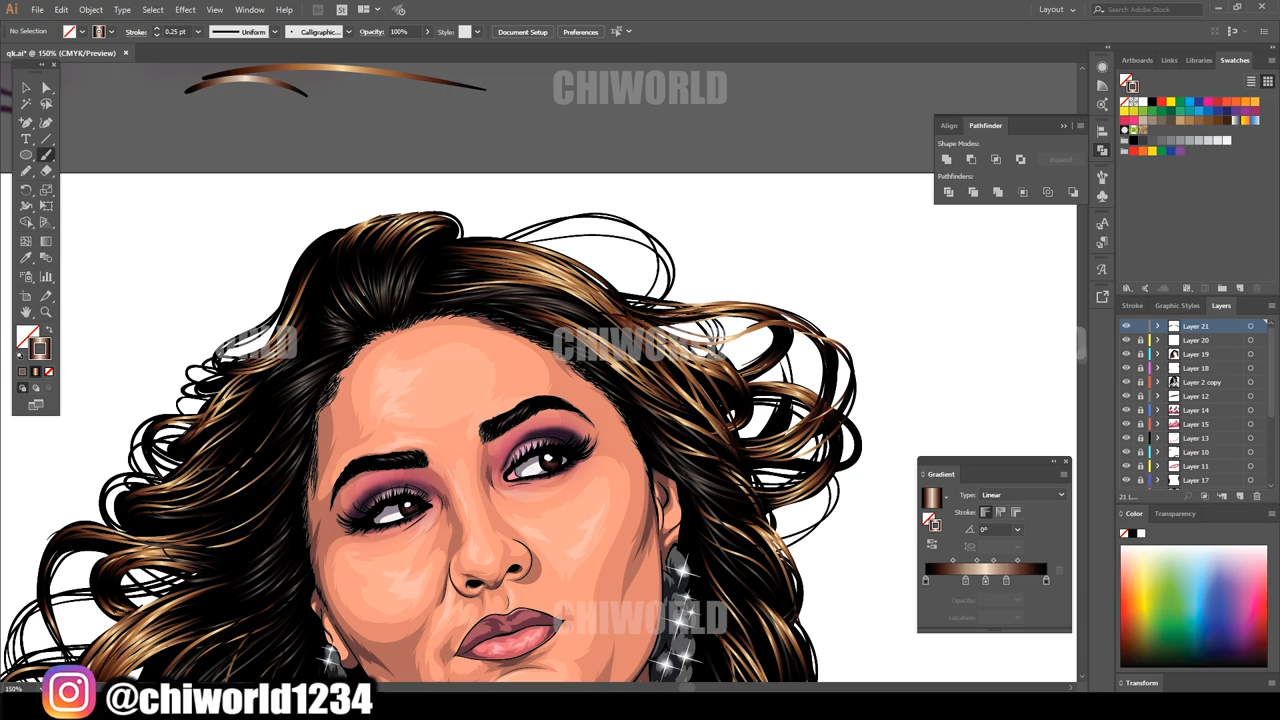 Ai File Edit Object Type Select Effect View Window Help Br St Layout Search Adobe Stock
No Selection Stroke: 0.25 pt Uniform Calligraphic... Opacity: 100% Style: Document Setup Preferences
qk.ai* @ 150% (CMYK/Preview)
Artboards Links Libraries Swatches
CHIWORLD
Align Pathfinder
Shape Modes:
Expand
Pathfinders:
Stroke Graphic Styles Layers
Layer 21
Layer 20
Layer 19
Layer 18
Layer 2 copy
Layer 12
Layer 14
Layer 15
Layer 13
Layer 10
Layer 11
Layer 17
21 L...
CHIWORLD
Gradient
Type: Linear
Stroke:
0°
Opacity:
Location:
Color Transparency
CHIWORLD
Transform
150%
@chiworld1234